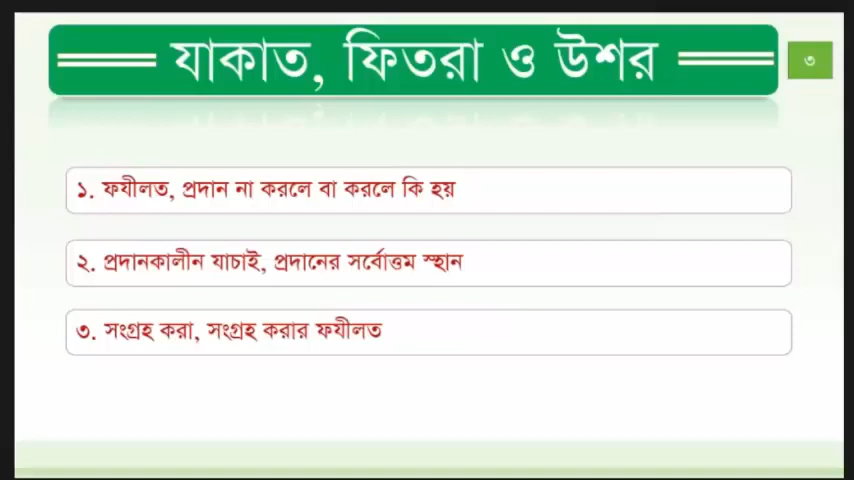 যাকাত, ফিতরা ও উশর
৩
১. ফযীলত, প্রদান না করলে বা করলে কি হয়
২. প্রদানকালীন যাচাই, প্রদানের সর্বোত্তম স্থান
৩. সংগ্রহ করা, সংগ্রহ করার ফযীলত